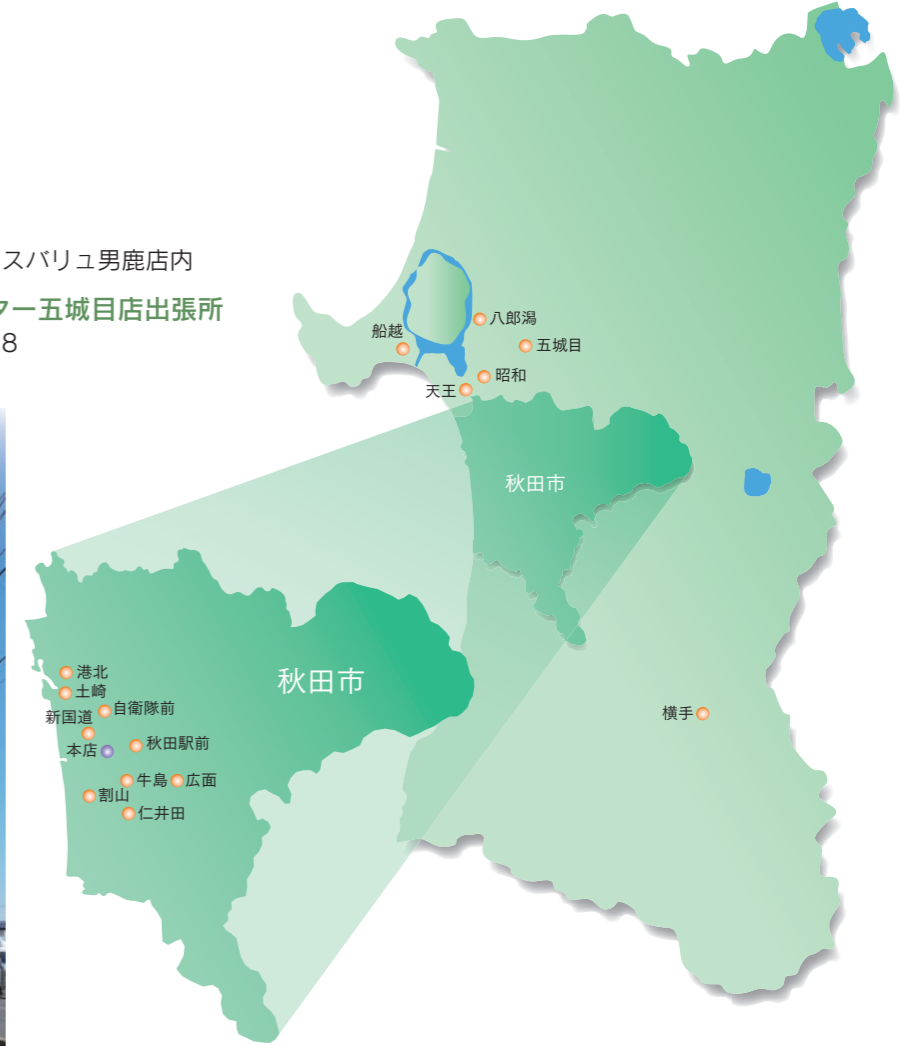 スバリュ男鹿店内
ター五城目店出張所
8
八郎潟
船越
五城目
昭和
天王
秋田市
秋田市
港北
土崎
自衛隊前
新国道
秋田駅前
本店
牛島
広面
割山
仁井田
横手